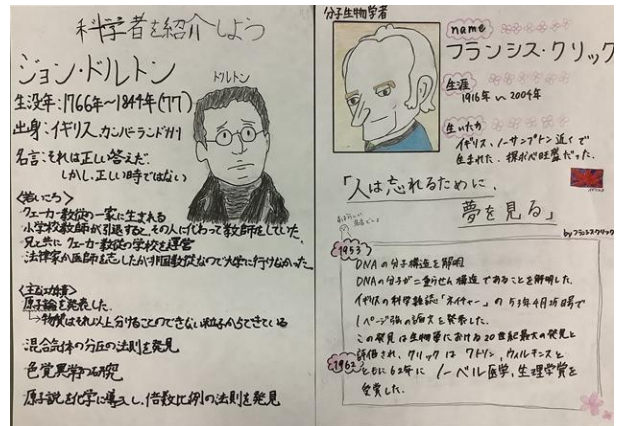 科学者を紹介しよう
ジョン・ドルトン
ドルトン
生没年:1766年~1844年(77)
出身:イギリス、カンバーランド州
名言:それは正しい答えだ。
しかし、正しい時ではない
<若いころ>
クエーカー教徒の一家に生まれる
小学校教師が引退すると、その人に代わって教師をしていた。
兄と共にクエーカー教徒の学校を運営
法律家か医師を志したが非国教徒なので大学に行けなかった。
<主な功績>
原子論を発表した。
→物質はそれ以上分けることのできない粒子からできている
混合気体の分圧の法則を発見
色覚異常の研究
原子説を化学に導入し、倍数比例の法則を発見
分子生物学者
name
フランシス・クリック
生涯
1916年~2004年
生いたち
イギリス、ノーサンプトン近くで
生まれた。探求心旺盛だった。
「人は忘れるために、
夢を見る」
byフランシスクリック
1953
DNAの分子構造を解明
DNAの分子が二重らせん構造であることを解明した。
イギリスの科学雑誌「ネイチャー」の53年4月25日号で
1ページ強の論文を発表した。
この発見は生物学における20世紀最大の発見と
評価され、クリックはワトソン、ウィルキンスと
1962
ともに62年にノーベル医学、生理学賞を
受賞した。